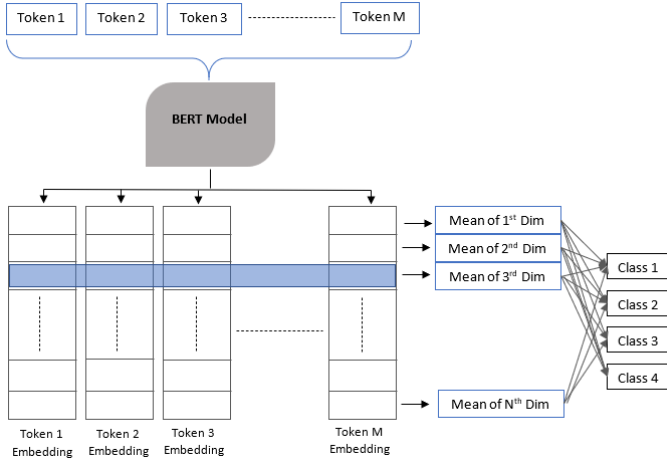 Token 1 Token 2 Token 3 Token M
BERT Model
Mean of 1st Dim
Mean of 2nd Dim
Mean of 3rd Dim
Class 1
Class 2
Class 3
Class 4
Mean of Nth Dim
Token 1 Token 2 Token 3 Token M
Embedding Embedding Embedding Embedding